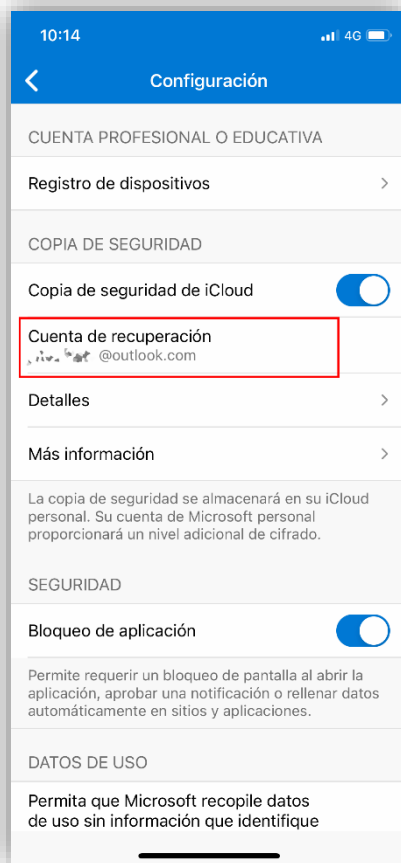 10:14
4G
Configuración
CUENTA PROFESIONAL O EDUCATIVA
Registro de dispositivos
COPIA DE SEGURIDAD
Copia de seguridad de iCloud
Cuenta de recuperación
@outlook.com
Detalles
Más información
La copia de seguridad se almacenará en su iCloud
personal. Su cuenta de Microsoft personal
proporcionará un nivel adicional de cifrado.
SEGURIDAD
Bloqueo de aplicación
Permite requerir un bloqueo de pantalla al abrir la
aplicación, aprobar una notificación o rellenar datos
automáticamente en sitios y aplicaciones.
DATOS DE USO
Permita que Microsoft recopile datos
de uso sin información que identifique